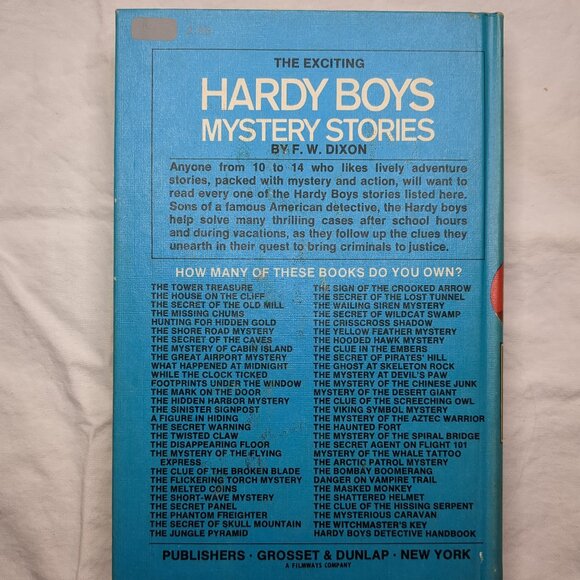 THE EXCITING
HARDY BOYS
MYSTERY STORIES
BY F. W. DIXON
Anyone from 10 to 14 who likes lively adventure
stories, packed with mystery and action, will want to
read every one of the Hardy Boys stories listed here.
Sons of a famous American detective, the Hardy boys
help solve many thrilling cases after school hours
and during vacations, as they follow up the clues they
unearth in their quest to bring criminals to justice.
HOW MANY OF THESE BOOKS DO YOU OWN?
THE TOWER TREASURE
THE HOUSE ON THE CLIFF
THE SECRET OF THE OLD MILL
THE MISSING CHUMS
HUNTING FOR HIDDEN GOLD
THE SHORE ROAD MYSTERY
THE SECRET OF THE CAVES
THE MYSTERY OF CABIN ISLAND
THE GREAT AIRPORT MYSTERY
WHAT HAPPENED AT MIDNIGHT
WHILE THE CLOCK TICKED
FOOTPRINTS UNDER THE WINDOW
THE MARK ON THE DOOR
THE HIDDEN HARBOR MYSTERY
THE SINISTER SIGNPOST
A FIGURE IN HIDING
THE SECRET WARNING
THE TWISTED CLAW
THE DISAPPEARING FLOOR
THE MYSTERY OF THE FLYING
EXPRESS
THE CLUE OF THE BROKEN BLADE
THE FLICKERING TORCH MYSTERY
THE MELTED COINS
THE SHORT-WAVE MYSTERY
THE SECRET PANEL
THE PHANTOM FREIGHTER
THE SECRET OF SKULL MOUNTAIN
THE JUNGLE PYRAMID
THE SIGN OF THE CROOKED ARROW
THE SECRET OF THE LOST TUNNEL
THE WAILING SIREN MYSTERY
THE SECRET OF WILDCAT SWAMP
THE CRISSCROSS SHADOW
THE YELLOW FEATHER MYSTERY
THE HOODED HAWK MYSTERY
THE CLUE IN THE EMBERS
THE SECRET OF PIRATES' HILL
THE GHOST AT SKELETON ROCK
THE MYSTERY AT DEVIL'S PAW
THE MYSTERY OF THE CHINESE JUNK
MYSTERY OF THE DESERT GIANT
THE CLUE OF THE SCREECHING OWL
THE VIKING SYMBOL MYSTERY
THE MYSTERY OF THE AZTEC WARRIOR
THE HAUNTED FORT
THE MYSTERY OF THE SPIRAL BRIDGE
THE SECRET AGENT ON FLIGHT 101
MYSTERY OF THE WHALE TATTOO
THE ARCTIC PATROL MYSTERY
THE BOMBAY BOOMERANG
DANGER ON VAMPIRE TRAIL
THE MASKED MONKEY
THE SHATTERED HELMET
THE CLUE OF THE HISSING SERPENT
THE MYSTERIOUS CARAVAN
THE WITCHMASTER'S KEY
HARDY BOYS DETECTIVE HANDBOOK
PUBLISHERS · GROSSET & DUNLAP · NEW YORK
A FILMWAYS COMPANY